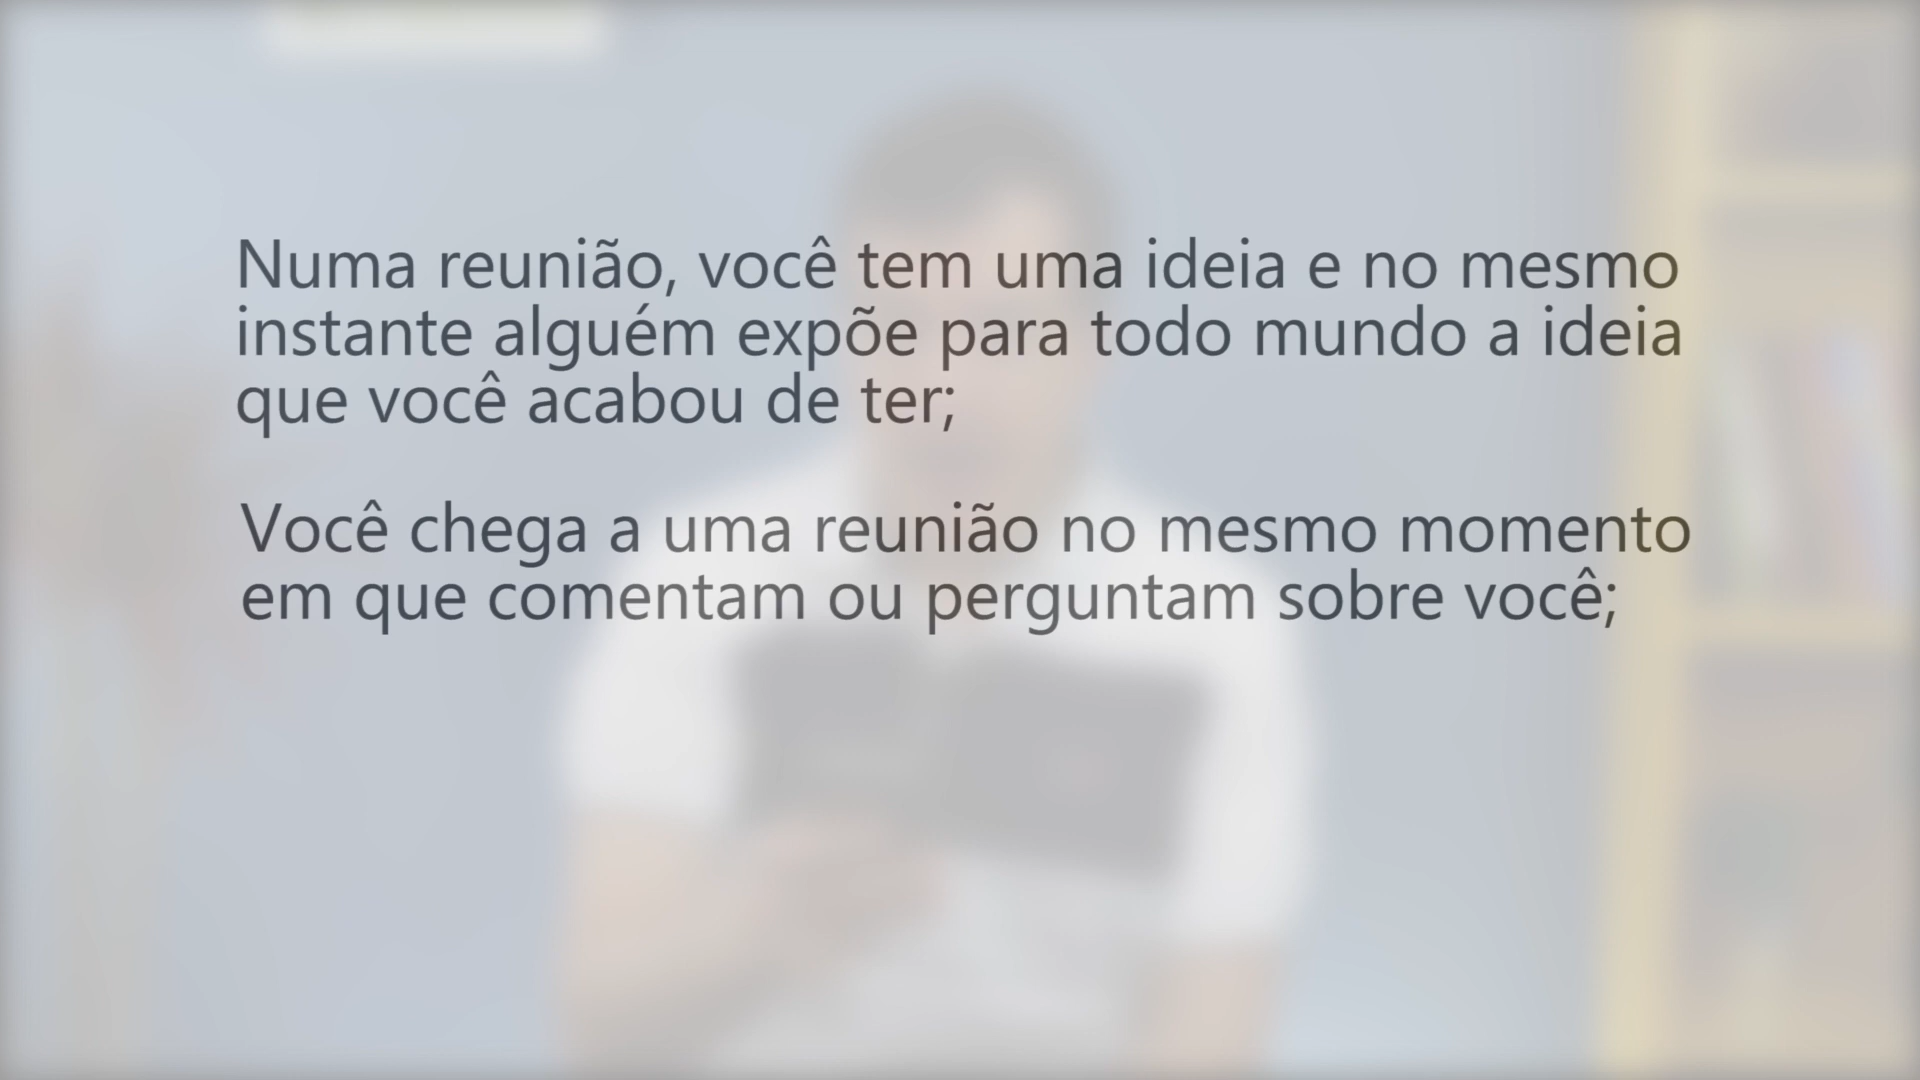 Numa reunião, você tem uma ideia e no mesmo
instante alguém expõe para todo mundo a ideia
que você acabou de ter;
Você chega a uma reunião no mesmo momento
em que comentam ou perguntam sobre você;